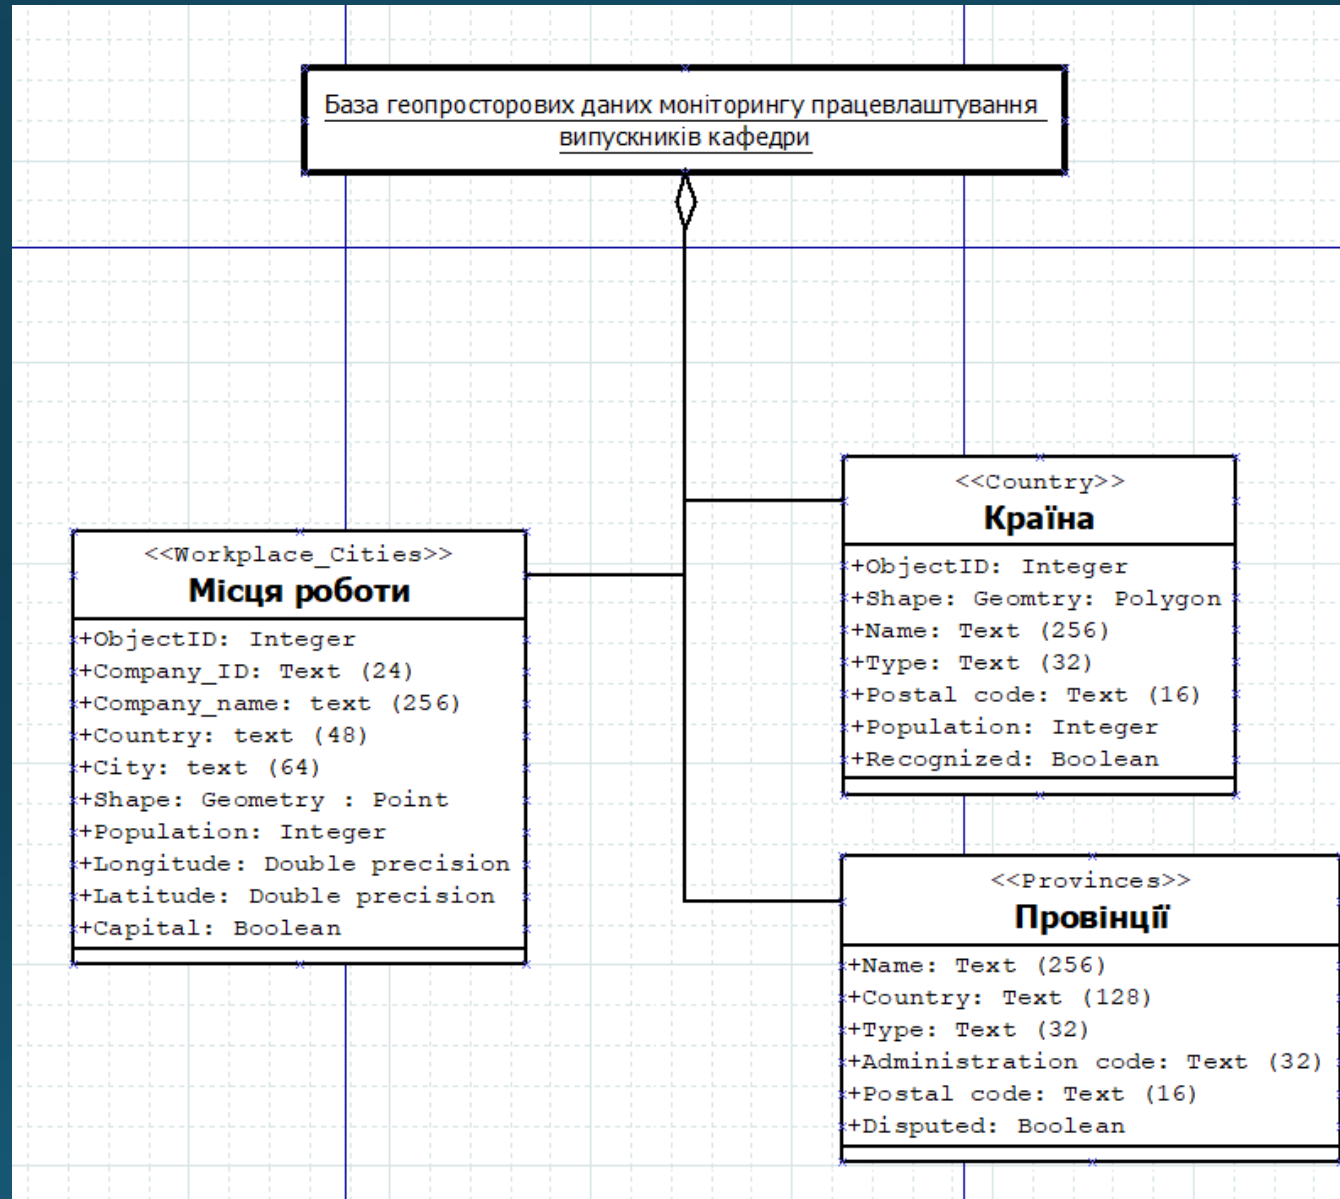 База геопросторових даних моніторингу працевлаштування
випускників кафедри
<<Workplace_Cities>>
Місця роботи
+ObjectID: Integer
+Company_ID: Text (24)
+Company_name: text (256)
+Country: text (48)
+City: text (64)
+Shape: Geometry : Point
+Population: Integer
+Longitude: Double precision
+Latitude: Double precision
+Capital: Boolean
<<Country>>
Країна
+ObjectID: Integer
+Shape: Geomtry: Polygon
+Name: Text (256)
+Type: Text (32)
+Postal code: Text (16)
+Population: Integer
+Recognized: Boolean
<<Provinces>>
Провінції
+Name: Text (256)
+Country: Text (128)
+Type: Text (32)
+Administration code: Text (32)
+Postal code: Text (16)
+Disputed: Boolean